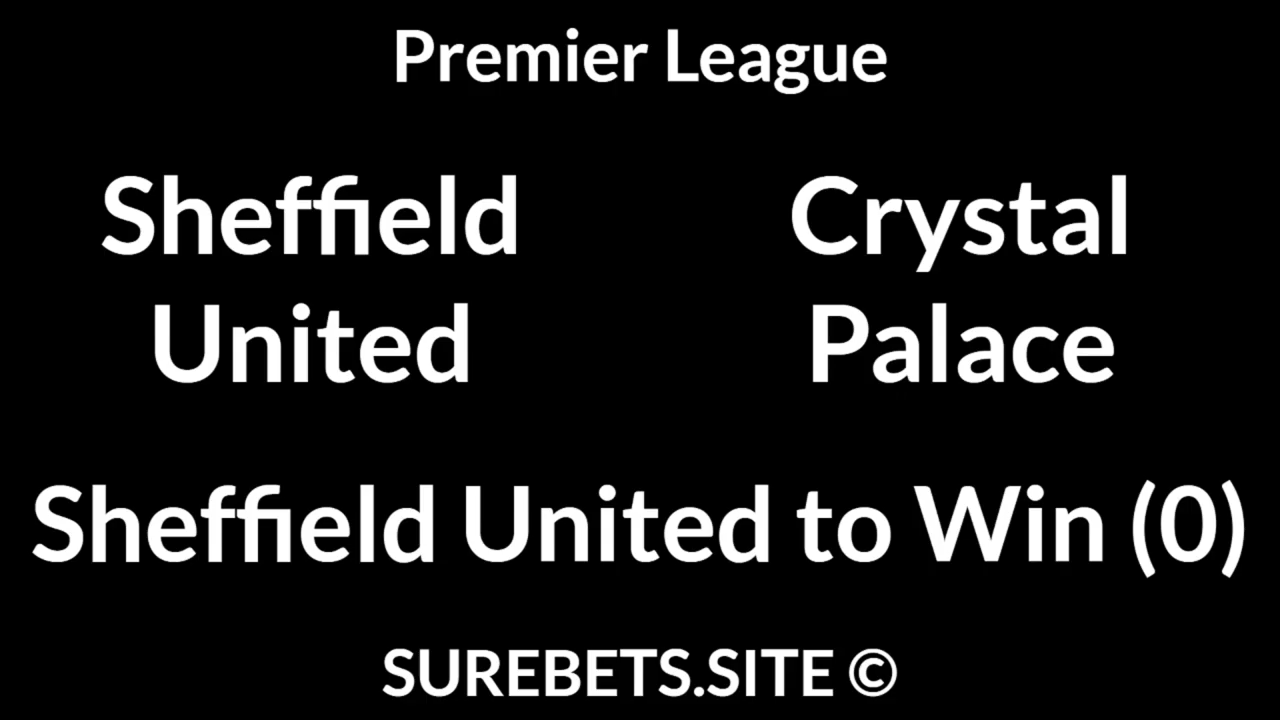 Premier League
Sheffield Crystal
United Palace
Sheffield United to Win (0)
SUREBETS.SITE ©